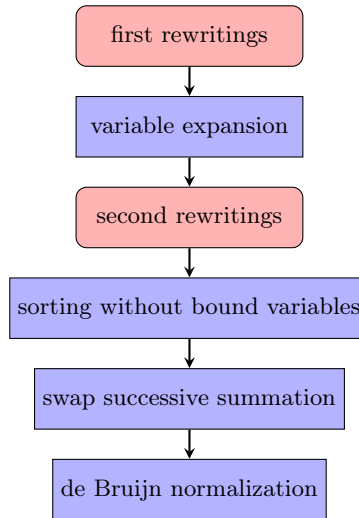 first rewritings
variable expansion
second rewritings
sorting without bound variables
swap successive summation
de Bruijn normalization